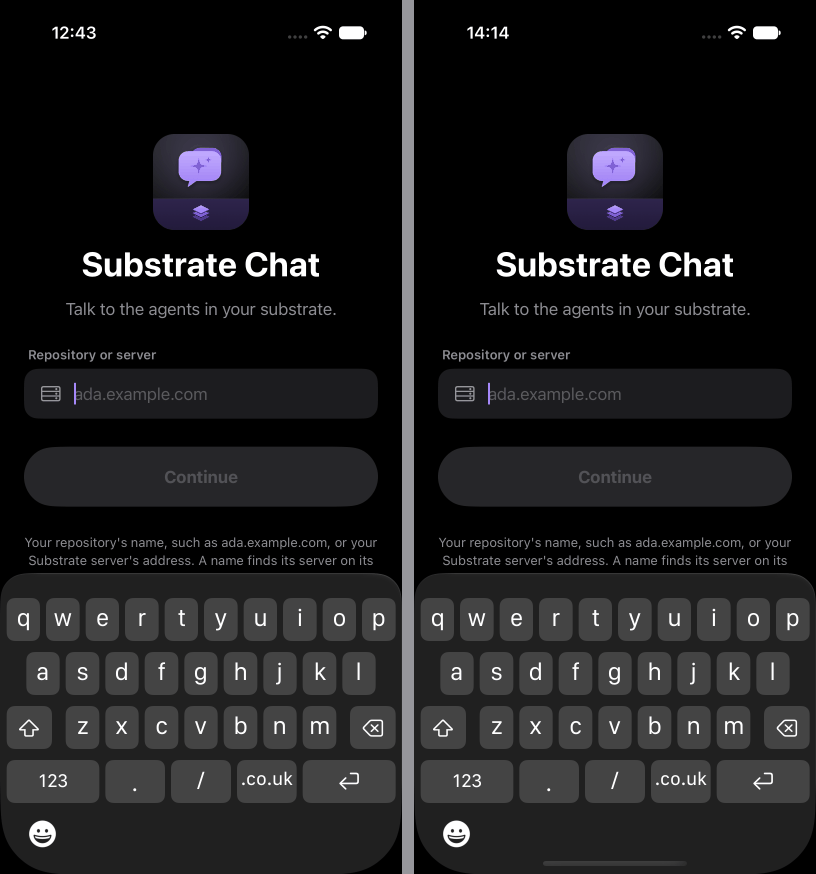 12:43
Substrate Chat
Talk to the agents in your substrate.
Repository or server
ada.example.com
Continue
Your repository's name, such as ada.example.com, or your
Substrate server's address. A name finds its server on its
q w e r t y u i o p
a s d f g h j k l
z x c v b n m
123 . / .co.uk
14:14
Substrate Chat
Talk to the agents in your substrate.
Repository or server
ada.example.com
Continue
Your repository's name, such as ada.example.com, or your
Substrate server's address. A name finds its server on its
q w e r t y u i o p
a s d f g h j k l
z x c v b n m
123 . / .co.uk